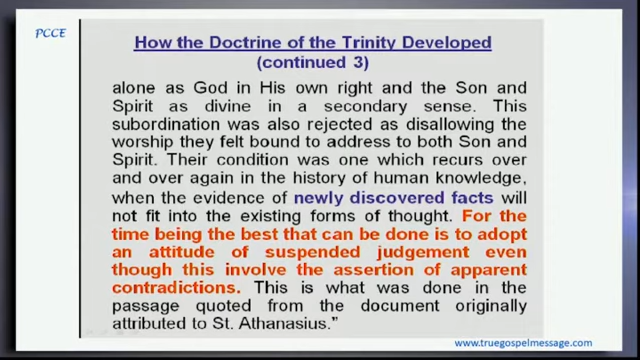 PCCE
How the Doctrine of the Trinity Developed
(continued 3)
alone as God in His own right and the Son and
Spirit as divine in a secondary sense. This
subordination was also rejected as disallowing the
worship they felt bound to address to both Son and
Spirit. Their condition was one which recurs over
and over again in the history of human knowledge,
when the evidence of newly discovered facts will
not fit into the existing forms of thought. For the
time being the best that can be done is to adopt
an attitude of suspended judgement even
though this involve the assertion of apparent
contradictions. This is what was done in the
passage quoted from the document originally
attributed to St. Athanasius."
www.truegospelmessage.com